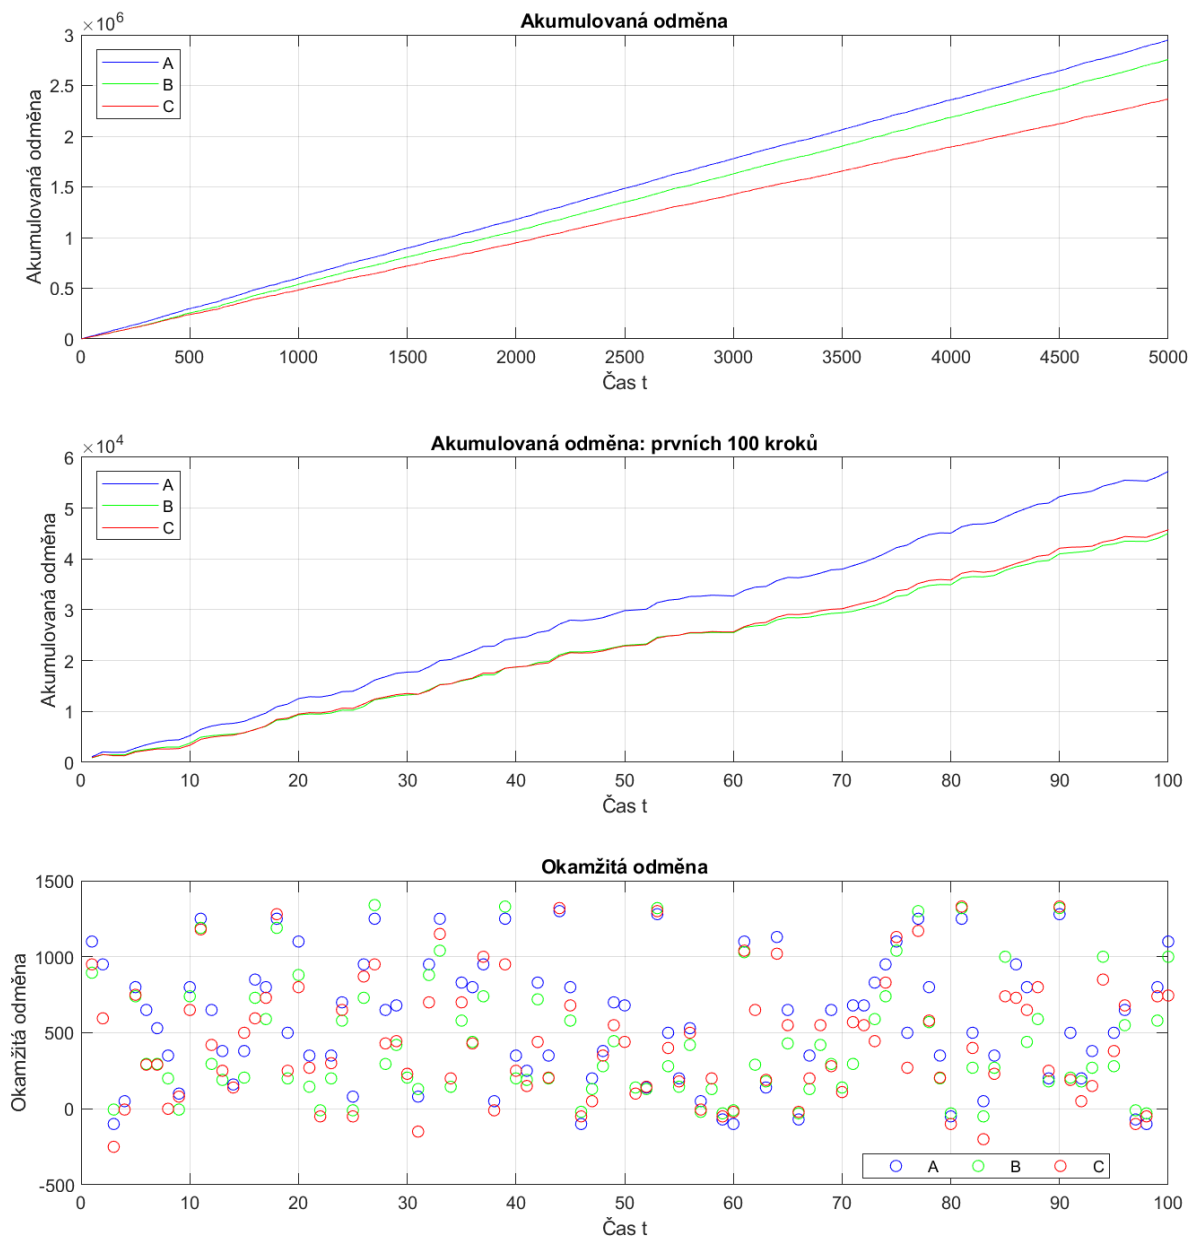 Akumulovaná odměna
×10^6
3
2.5
2
1.5
1
0.5
0
Akumulovaná odměna
A
B
C
0 500 1000 1500 2000 2500 3000 3500 4000 4500 5000
Čas t
Akumulovaná odměna: prvních 100 kroků
×10^4
6
5
4
3
2
1
0
Akumulovaná odměna
A
B
C
0 10 20 30 40 50 60 70 80 90 100
Čas t
Okamžitá odměna
1500
1000
500
0
-500
Okamžitá odměna
A B C
0 10 20 30 40 50 60 70 80 90 100
Čas t